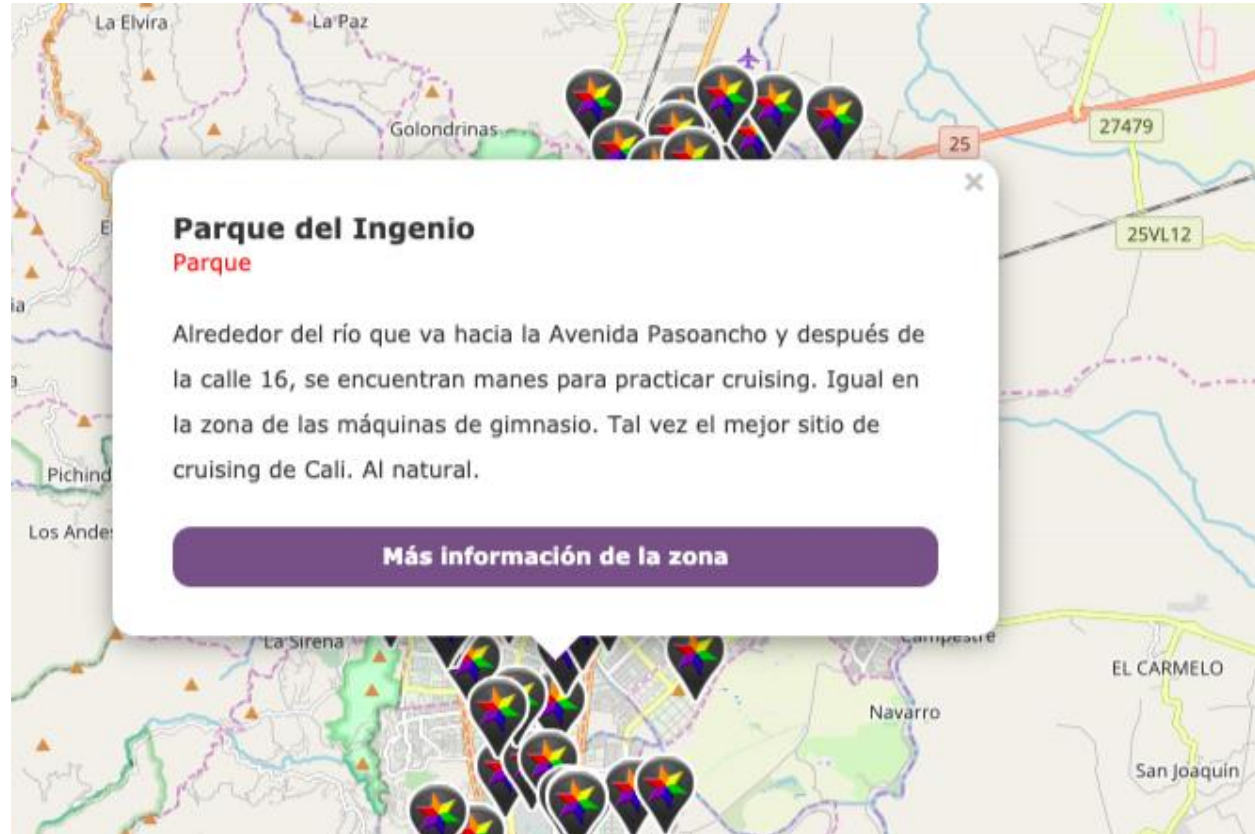 La Elvira
La Paz
Golondrinas
25
27479
25VL12
Parque del Ingenio
Parque
Alrededor del río que va hacia la Avenida Pasoancho y después de
la calle 16, se encuentran manes para practicar cruising. Igual en
la zona de las máquinas de gimnasio. Tal vez el mejor sitio de
cruising de Cali. Al natural.
Pichind
Los Andes
Más información de la zona
La Sirena
Campestre
EL CARMELO
Navarro
San Joaquín